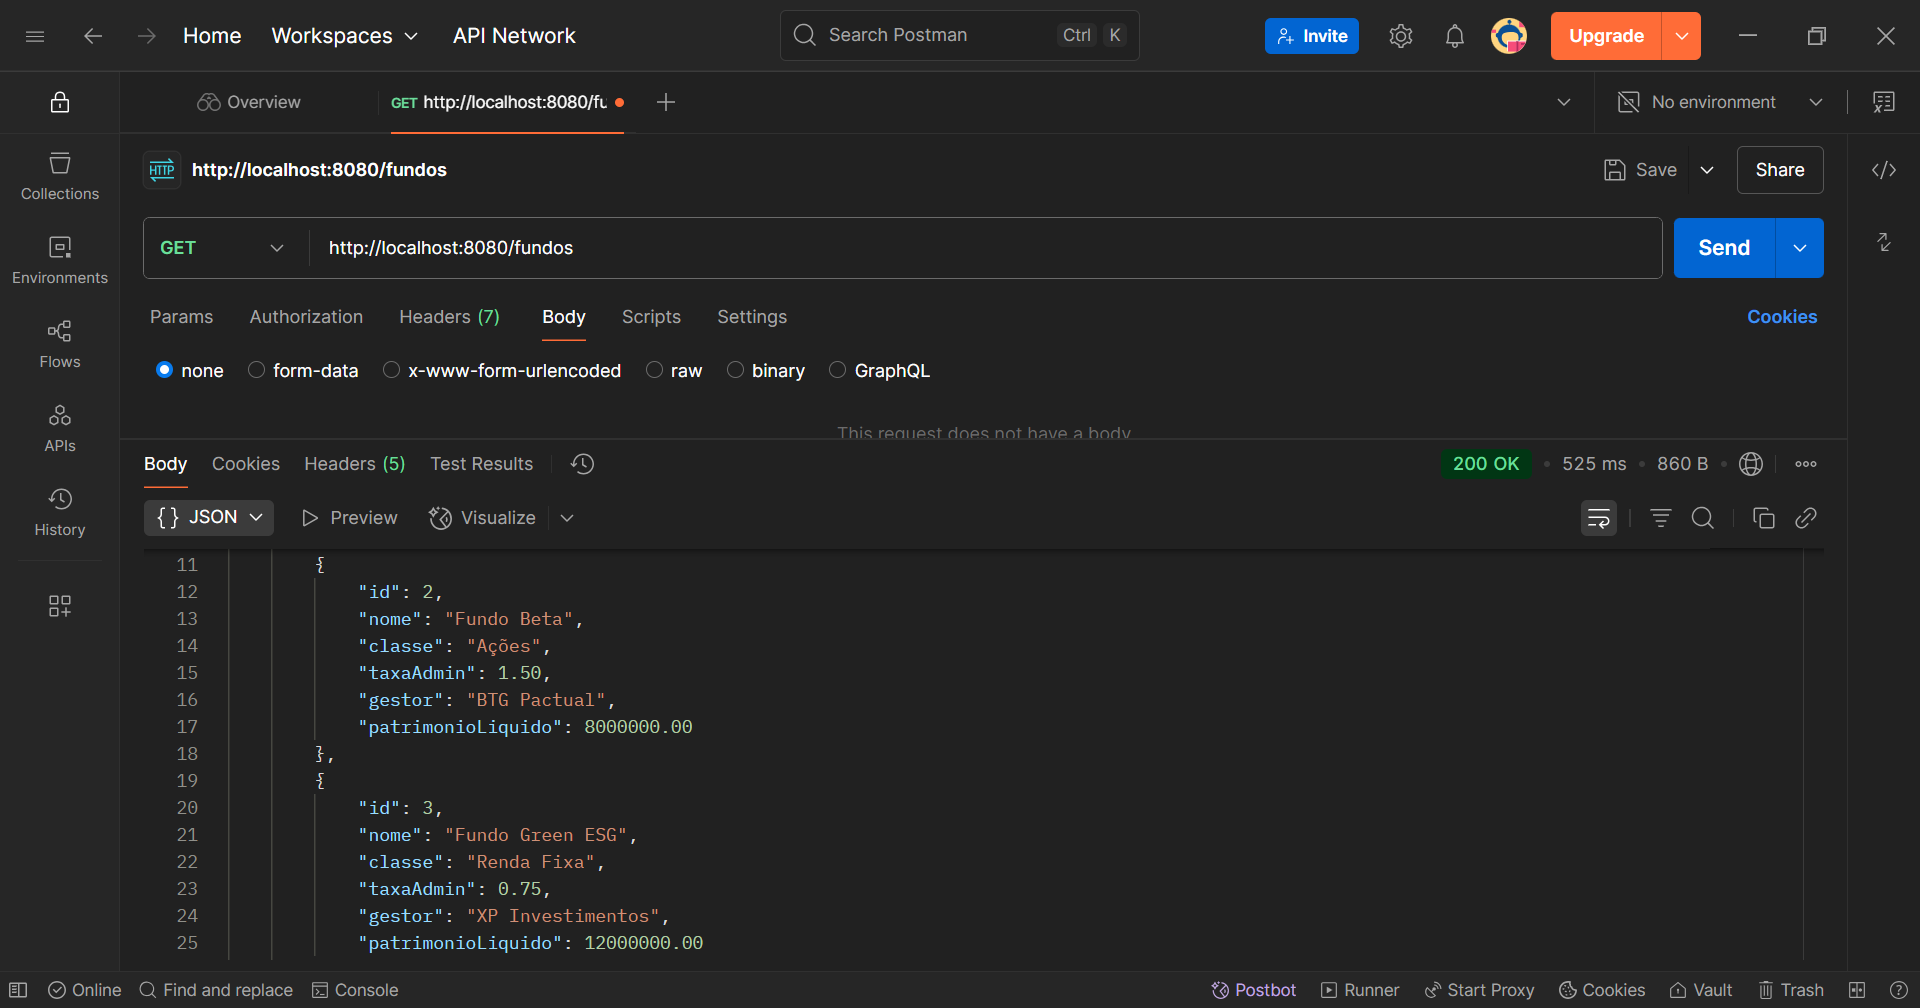 Home Workspaces API Network Search Postman Ctrl K Invite Upgrade
Overview GET http://localhost:8080/fu No environment
HTTP http://localhost:8080/fundos Save Share
GET http://localhost:8080/fundos Send
Params Authorization Headers (7) Body Scripts Settings Cookies
none form-data x-www-form-urlencoded raw binary GraphQL
This request does not have a body
Collections
Environments
Flows
APIs
History
Body Cookies Headers (5) Test Results 200 OK • 525 ms • 860 B •
{} JSON Preview Visualize
11 {
12 "id": 2,
13 "nome": "Fundo Beta",
14 "classe": "Ações",
15 "taxaAdmin": 1.50,
16 "gestor": "BTG Pactual",
17 "patrimonioLiquido": 8000000.00
18 },
19 {
20 "id": 3,
21 "nome": "Fundo Green ESG",
22 "classe": "Renda Fixa",
23 "taxaAdmin": 0.75,
24 "gestor": "XP Investimentos",
25 "patrimonioLiquido": 12000000.00
Online Find and replace Console Postbot Runner Start Proxy Cookies Vault Trash